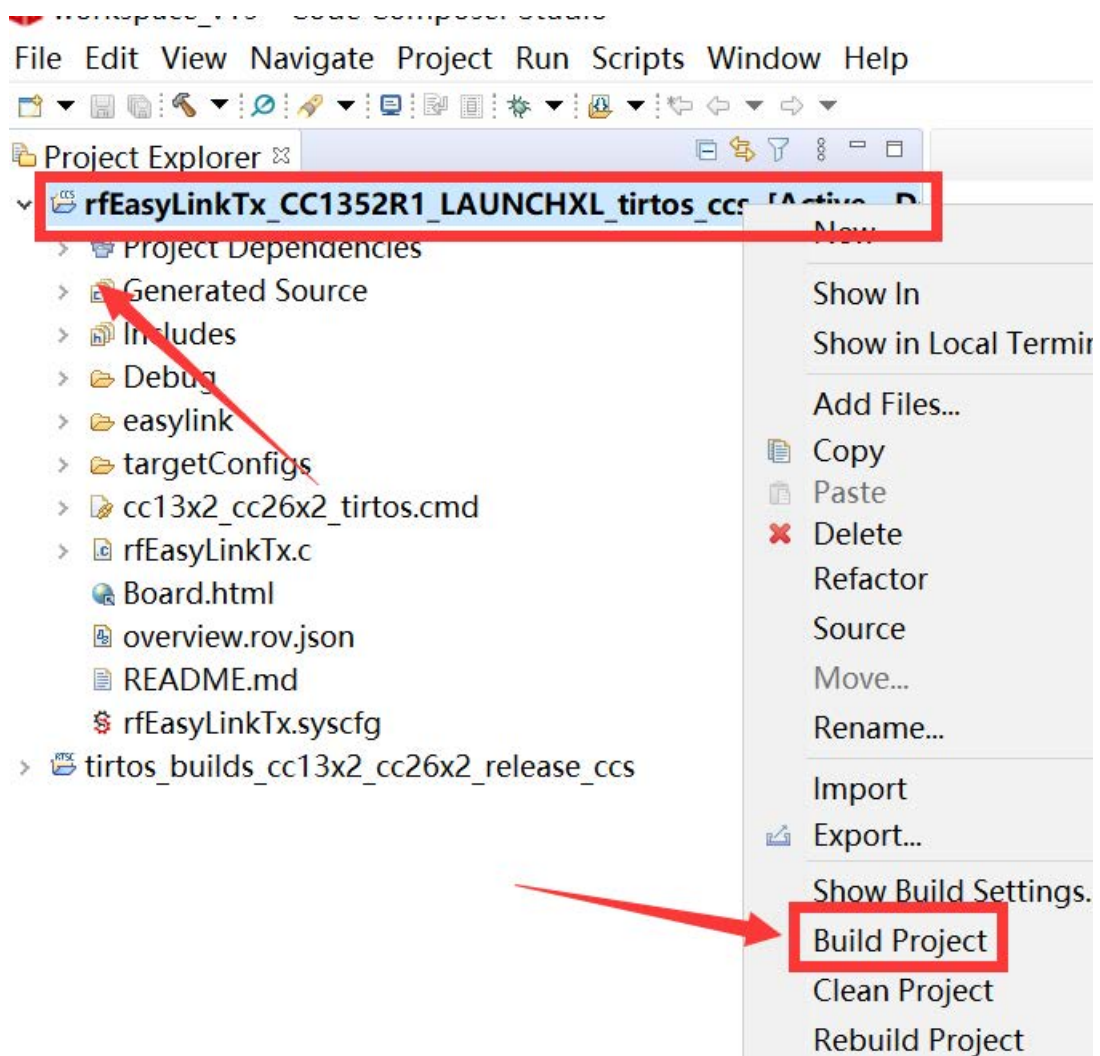 File Edit View Navigate Project Run Scripts Window Help
Project Explorer
rfEasyLinkTx_CC1352R1_LAUNCHXL_tirtos_ccs [Active - D
Project Dependencies
Generated Source
Includes
Debug
easylink
targetConfigs
cc13x2_cc26x2_tirtos.cmd
rfEasyLinkTx.c
Board.html
overview.rov.json
README.md
rfEasyLinkTx.syscfg
tirtos_builds_cc13x2_cc26x2_release_ccs
New
Show In
Show in Local Termin
Add Files...
Copy
Paste
Delete
Refactor
Source
Move...
Rename...
Import
Export...
Show Build Settings.
Build Project
Clean Project
Rebuild Project